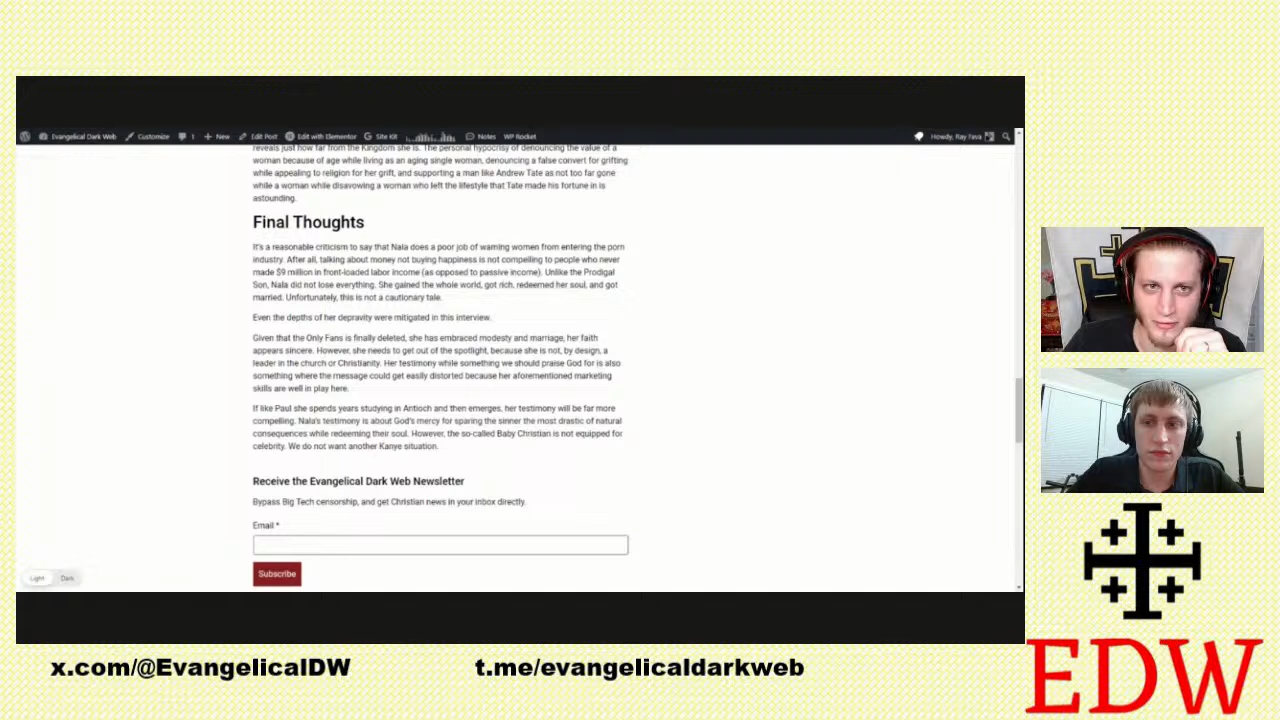 Evangelical Dark Web Customize 1 New Edit Post Edit with Elementor Site Kit Notes WP Rocket Howdy, Ray Fava
reveals just how far from the Kingdom she is. The personal hypocrisy of denouncing the value of a
woman because of age while living as an aging single woman, denouncing a false convert for grifting
while appealing to religion for her grift, and supporting a man like Andrew Tate as not too far gone
while a woman while disavowing a woman who left the lifestyle that Tate made his fortune in is
astounding.
Final Thoughts
It's a reasonable criticism to say that Nala does a poor job of warning women from entering the porn
industry. After all, talking about money not buying happiness is not compelling to people who never
made $9 million in front-loaded labor income (as opposed to passive income). Unlike the Prodigal
Son, Nala did not lose everything. She gained the whole world, got rich, redeemed her soul, and got
married. Unfortunately, this is not a cautionary tale.
Even the depths of her depravity were mitigated in this interview.
Given that the Only Fans is finally deleted, she has embraced modesty and marriage, her faith
appears sincere. However, she needs to get out of the spotlight, because she is not, by design, a
leader in the church or Christianity. Her testimony while something we should praise God for is also
something where the message could get easily distorted because her aforementioned marketing
skills are well in play here.
If like Paul she spends years studying in Antioch and then emerges, her testimony will be far more
compelling. Nala's testimony is about God's mercy for sparing the sinner the most drastic of natural
consequences while redeeming their soul. However, the so-called Baby Christian is not equipped for
celebrity. We do not want another Kanye situation.
Receive the Evangelical Dark Web Newsletter
Bypass Big Tech censorship, and get Christian news in your inbox directly.
Email *
Subscribe
Light Dark
x.com/@EvangelicalDW
t.me/evangelicaldarkweb
EDW